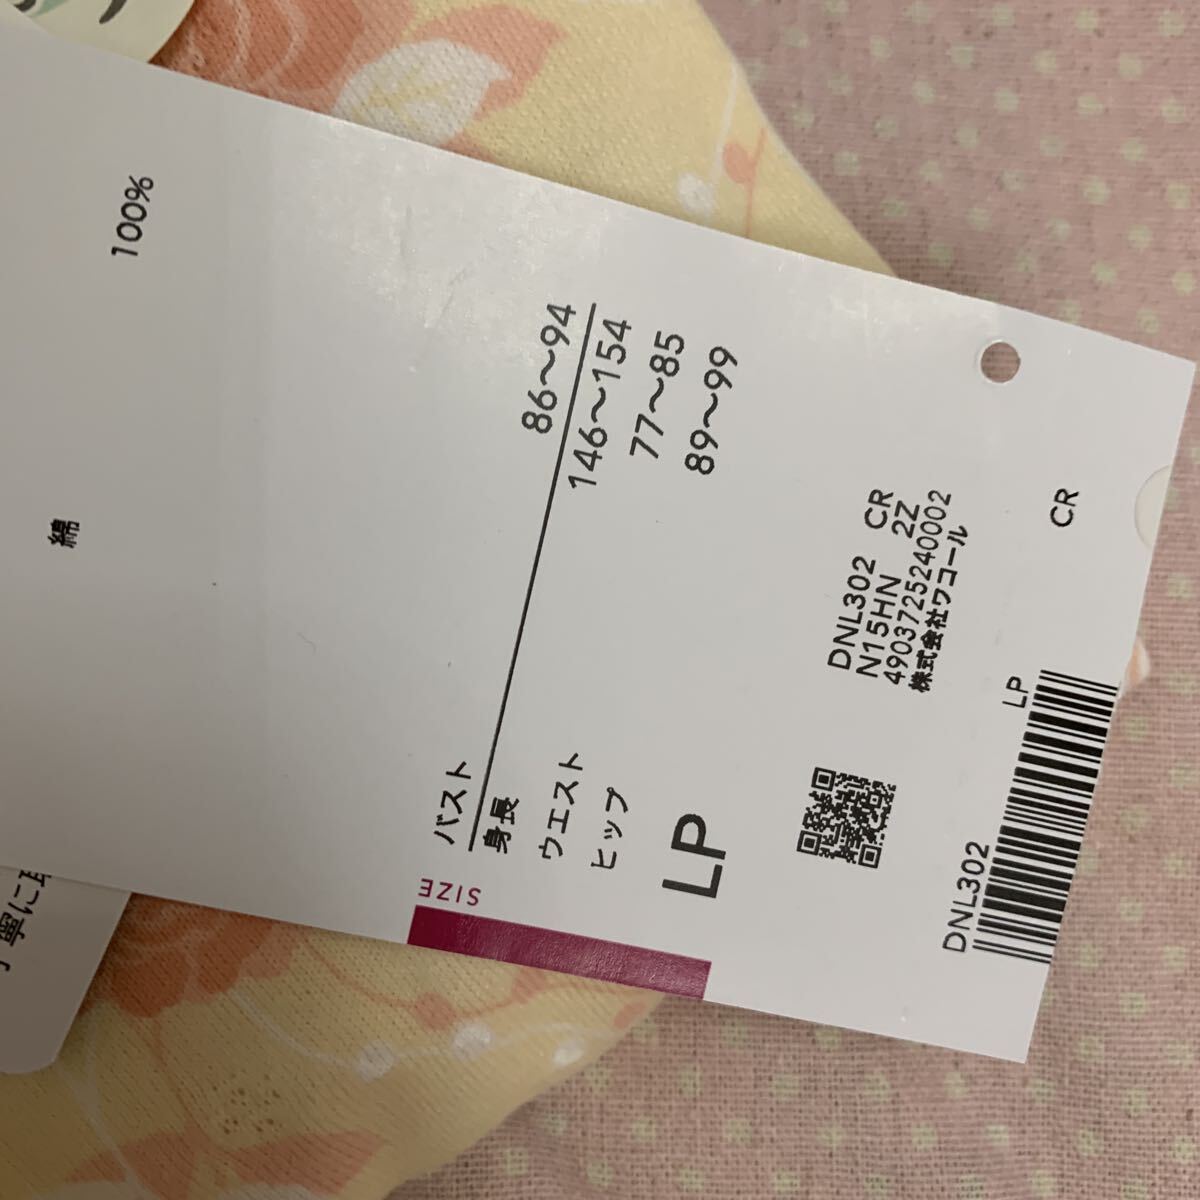 綿 100%
SIZE
バスト 86〜94
身長 146〜154
ウエスト 77〜85
ヒップ 89〜99
LP
DNL302 CR
N15HN 2Z
4903725240002
株式会社ワコール
DNL302 LP CR
寧に